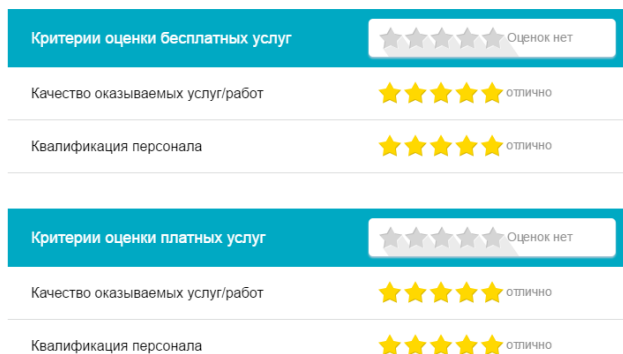 Критерии оценки бесплатных услуг Оценок нет
Качество оказываемых услуг/работ отлично
Квалификация персонала отлично
Критерии оценки платных услуг Оценок нет
Качество оказываемых услуг/работ отлично
Квалификация персонала отлично